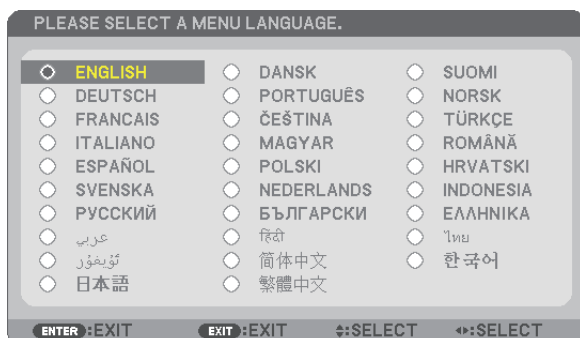 PLEASE SELECT A MENU LANGUAGE.
ENGLISH DANSK SUOMI
DEUTSCH PORTUGUÊS NORSK
FRANCAIS ČEŠTINA TÜRKÇE
ITALIANO MAGYAR ROMÂNĂ
ESPAÑOL POLSKI HRVATSKI
SVENSKA NEDERLANDS INDONESIA
РУССКИЙ БЪЛГАРСКИ ΕΛΛΗΝΙΚΑ
عربي हिंदी ไทย
ئۇيغۇر 简体中文 한국어
日本語 繁體中文
ENTER :EXIT EXIT :EXIT :SELECT :SELECT